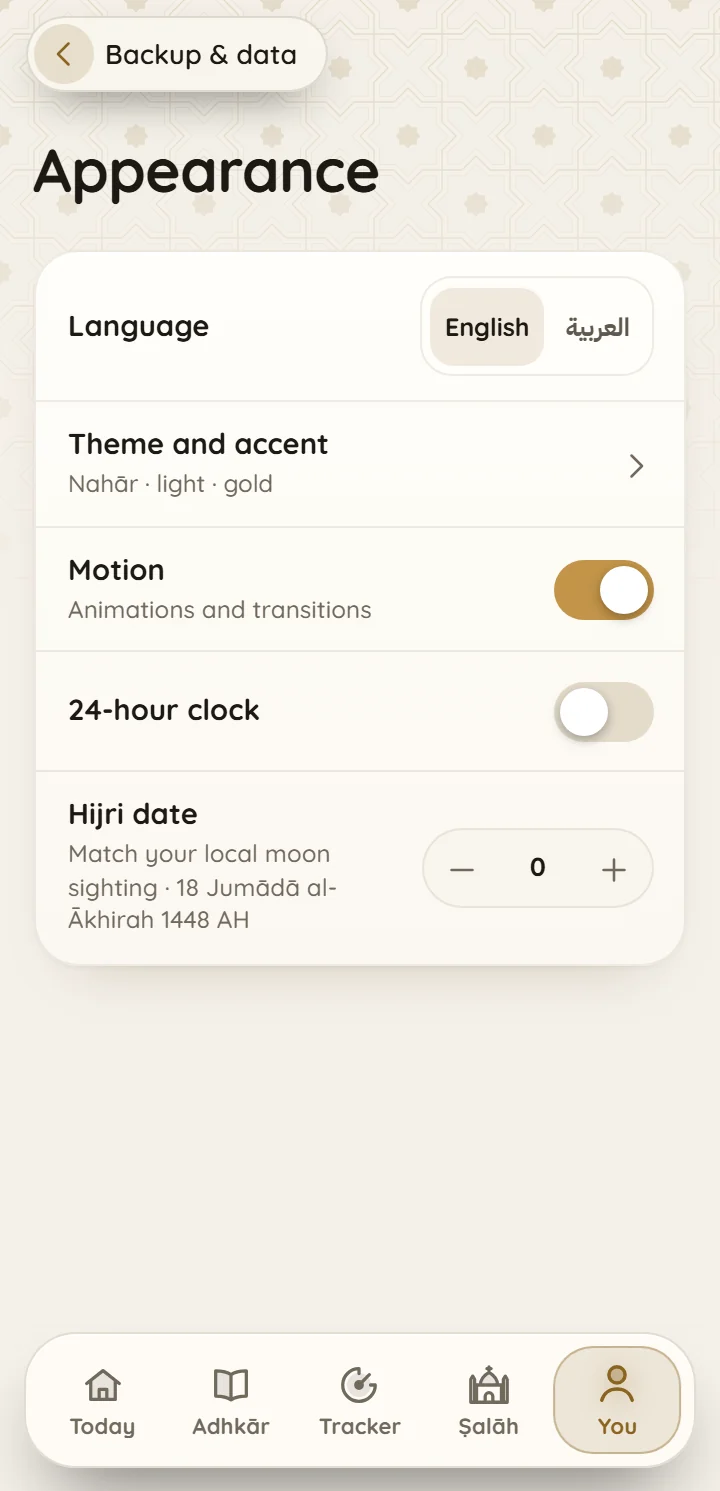 Backup & data
Appearance
Language
English
العربية
Theme and accent
Nahār · light · gold
Motion
Animations and transitions
24-hour clock
Hijri date
Match your local moon
sighting · 18 Jumādā al-
Ākhirah 1448 AH
0
Today
Adhkār
Tracker
Ṣalāh
You